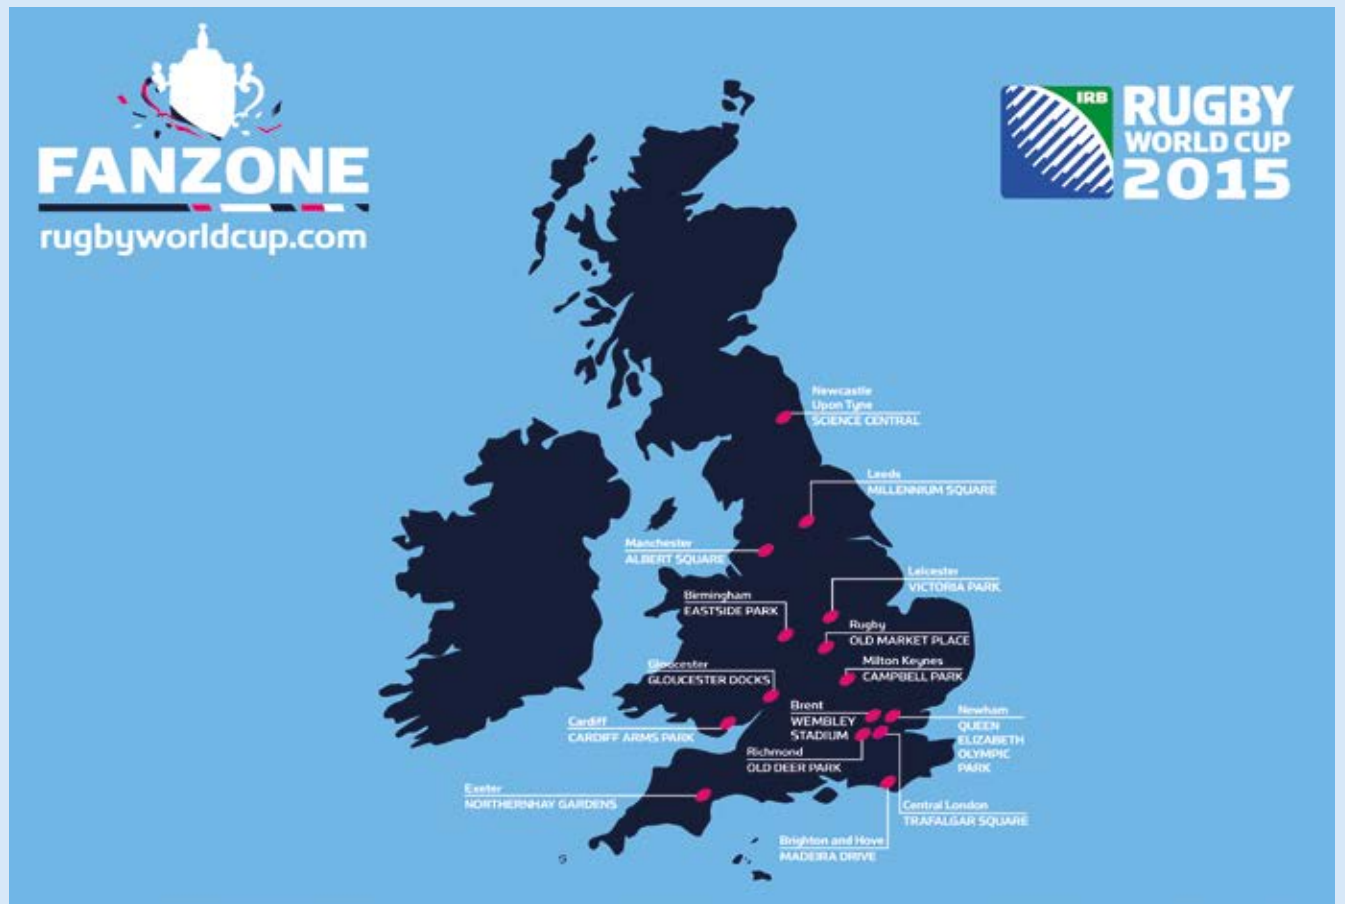 FANZONE
rugbyworldcup.com
IRB
RUGBY
WORLD CUP
2015
Newcastle
Upon Tyne
SCIENCE CENTRAL
Leeds
MILLENNIUM SQUARE
Manchester
ALBERT SQUARE
Leicester
VICTORIA PARK
Birmingham
EASTSIDE PARK
Rugby
OLD MARKET PLACE
Milton Keynes
CAMPBELL PARK
Gloucester
GLOUCESTER DOCKS
Brent
WEMBLEY
STADIUM
Newham
QUEEN
ELIZABETH
OLYMPIC
PARK
Cardiff
CARDIFF ARMS PARK
Richmond
OLD DEER PARK
Exeter
NORTHERNHAY GARDENS
Central London
TRAFALGAR SQUARE
Brighton and Hove
MADEIRA DRIVE